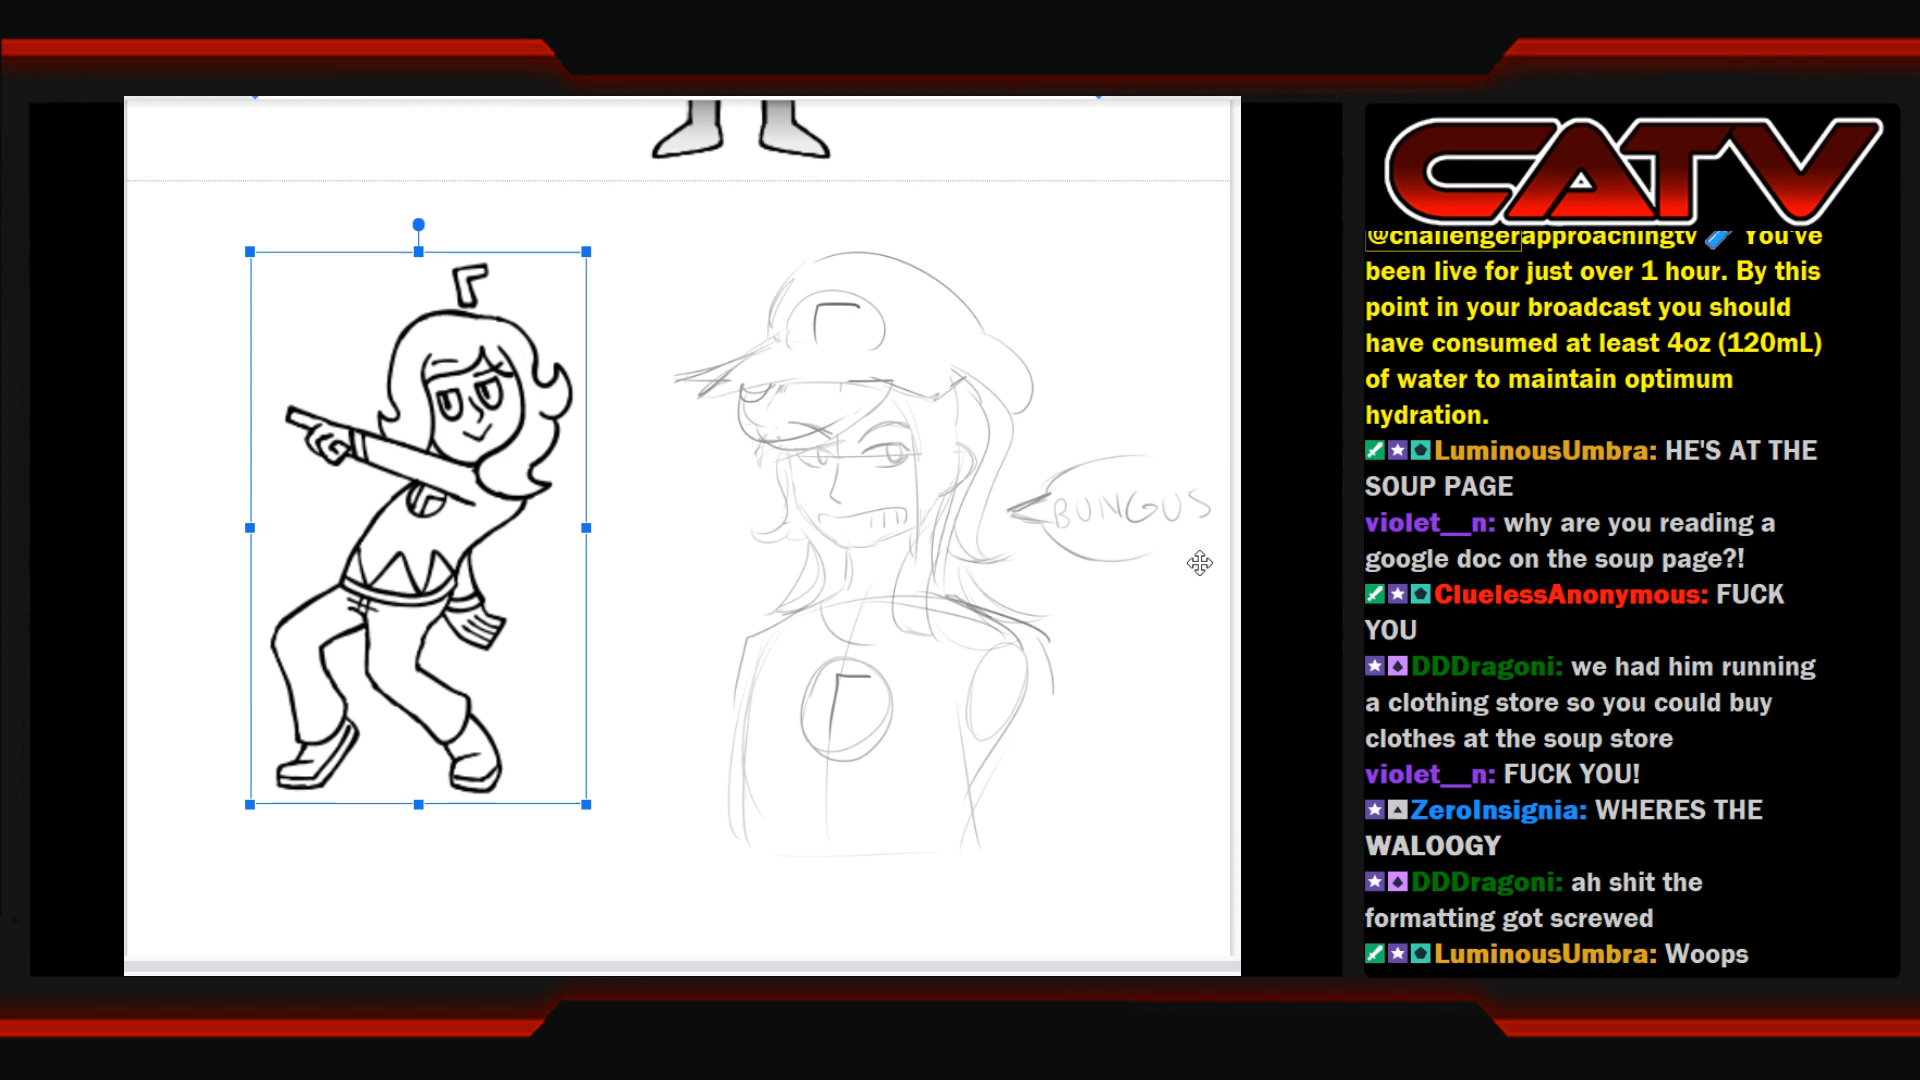 CATV
@challengerapproachingtv You've
been live for just over 1 hour. By this
point in your broadcast you should
have consumed at least 4oz (120mL)
of water to maintain optimum
hydration.
LuminousUmbra: HE'S AT THE
SOUP PAGE
violet__n: why are you reading a
google doc on the soup page?!
CluelessAnonymous: FUCK
YOU
DDDragoni: we had him running
a clothing store so you could buy
clothes at the soup store
violet__n: FUCK YOU!
ZeroInsignia: WHERES THE
WALOOGY
DDDragoni: ah shit the
formatting got screwed
LuminousUmbra: Woops
BUNGUS